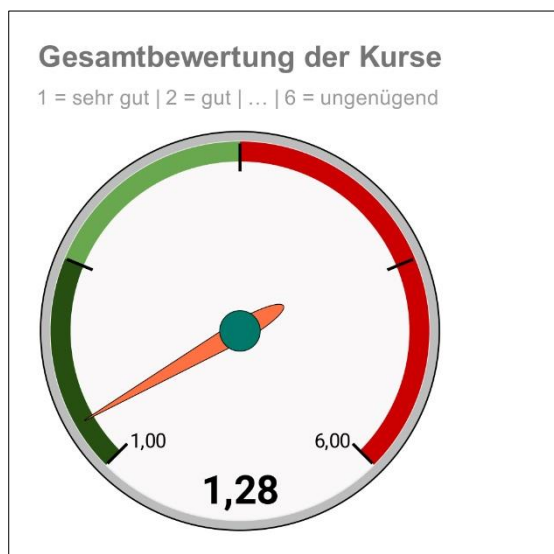 Gesamtbewertung der Kurse
1 = sehr gut | 2 = gut | ... | 6 = ungenügend
1,00
6,00
1,28